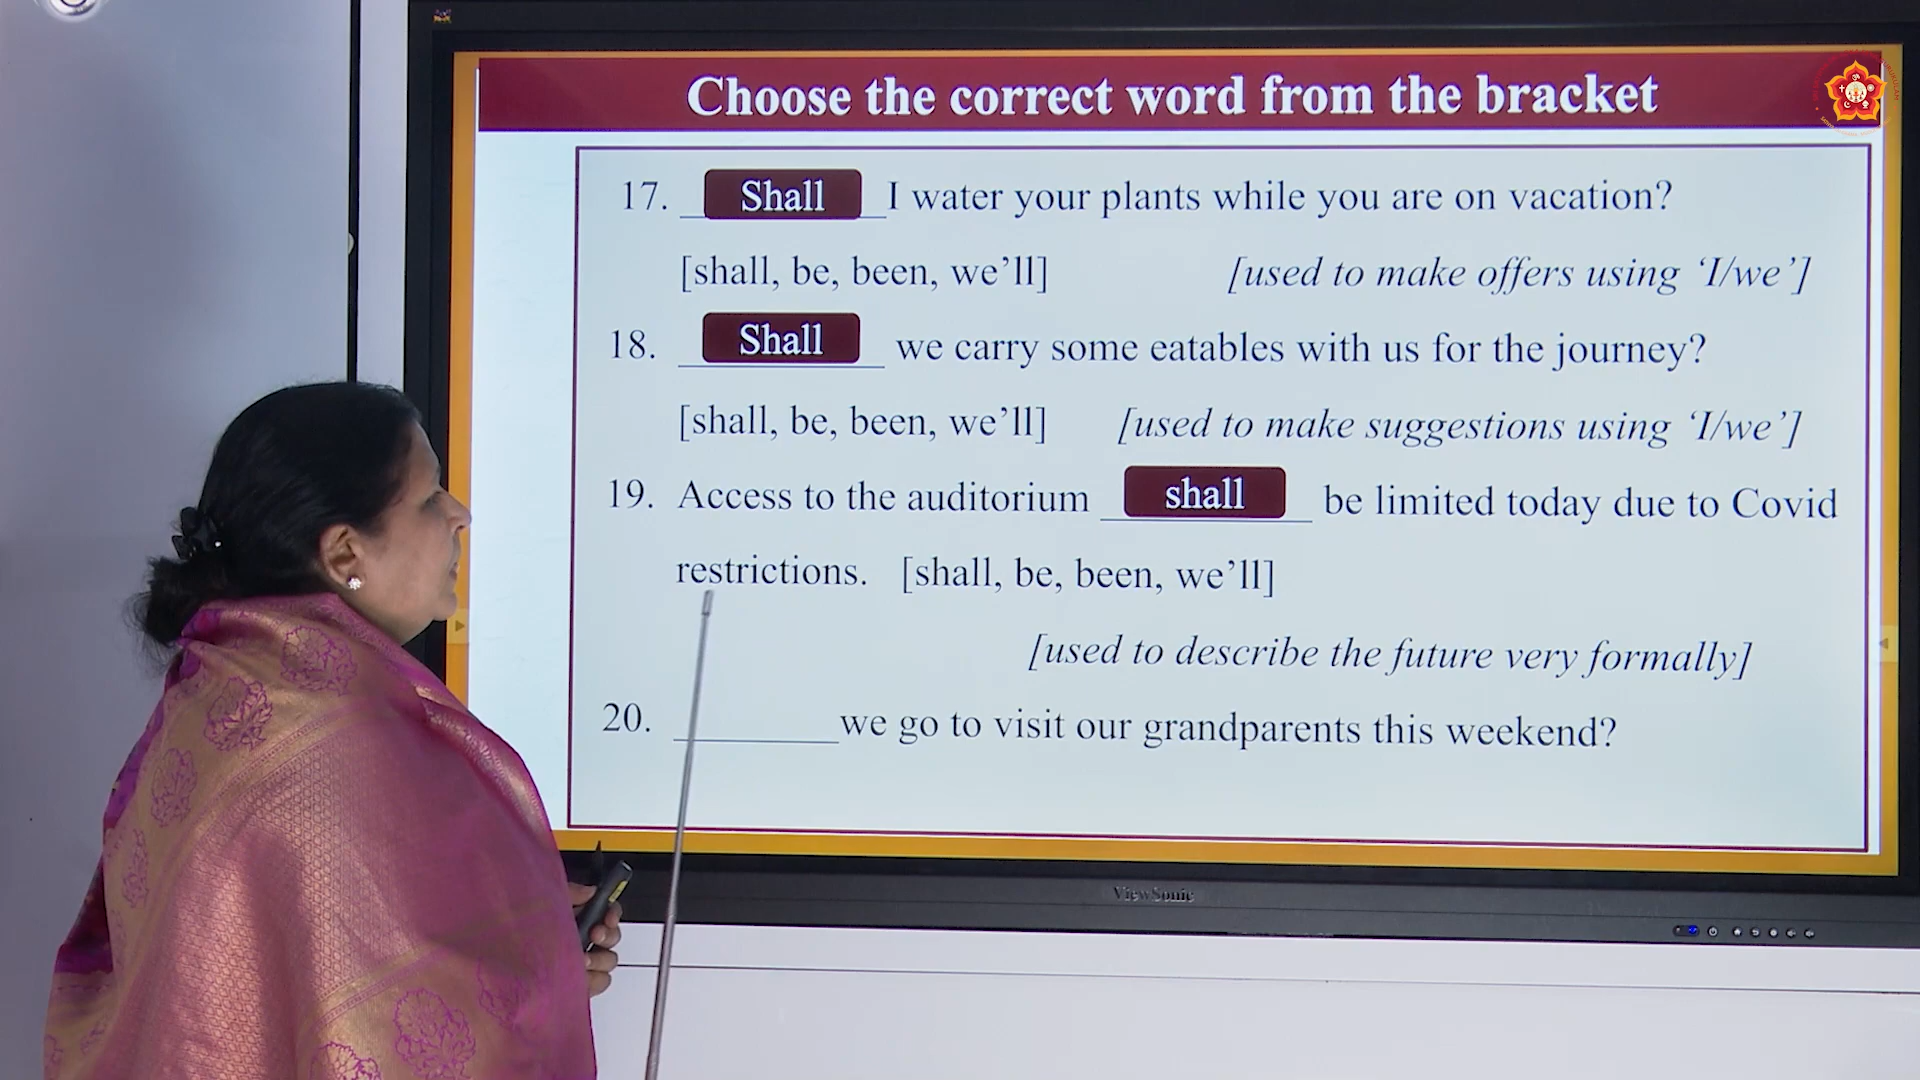 Choose the correct word from the bracket
17. Shall I water your plants while you are on vacation?
[shall, be, been, we’ll] [used to make offers using ‘I/we’]
18. Shall we carry some eatables with us for the journey?
[shall, be, been, we’ll] [used to make suggestions using ‘I/we’]
19. Access to the auditorium shall be limited today due to Covid
restrictions. [shall, be, been, we’ll]
[used to describe the future very formally]
20. ________ we go to visit our grandparents this weekend?
ViewSonic